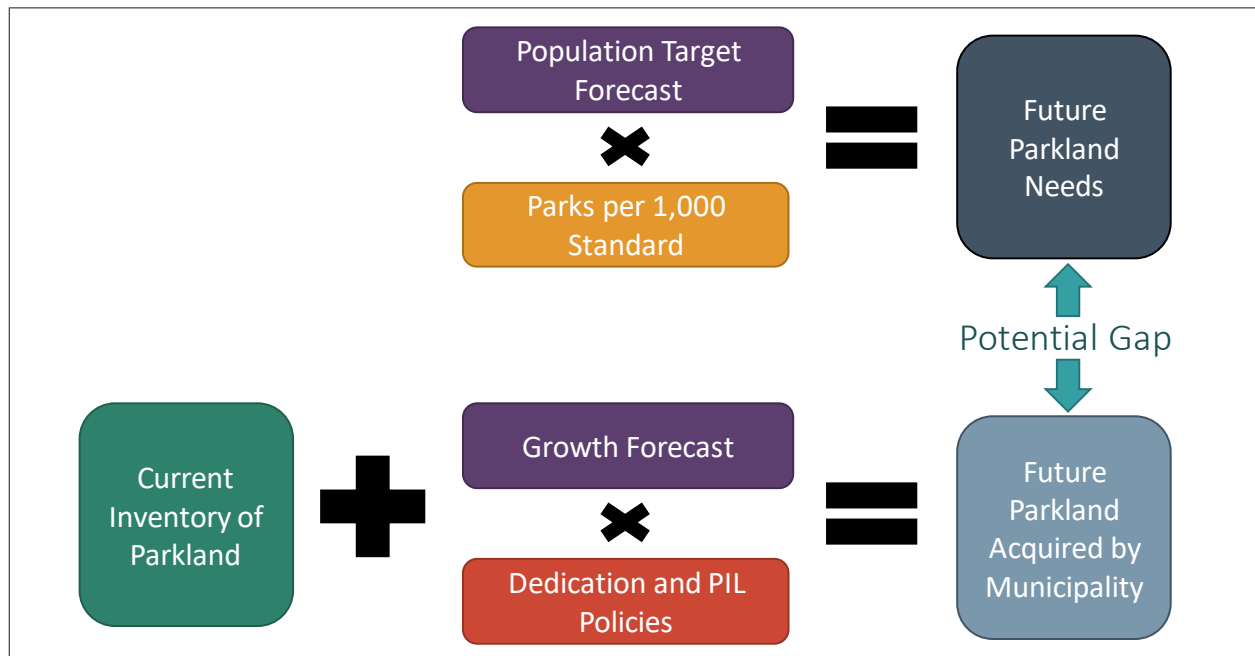 Population Target
Forecast
Parks per 1,000
Standard
Future
Parkland
Needs
Potential Gap
Current
Inventory of
Parkland
Growth Forecast
Dedication and PIL
Policies
Future
Parkland
Acquired by
Municipality